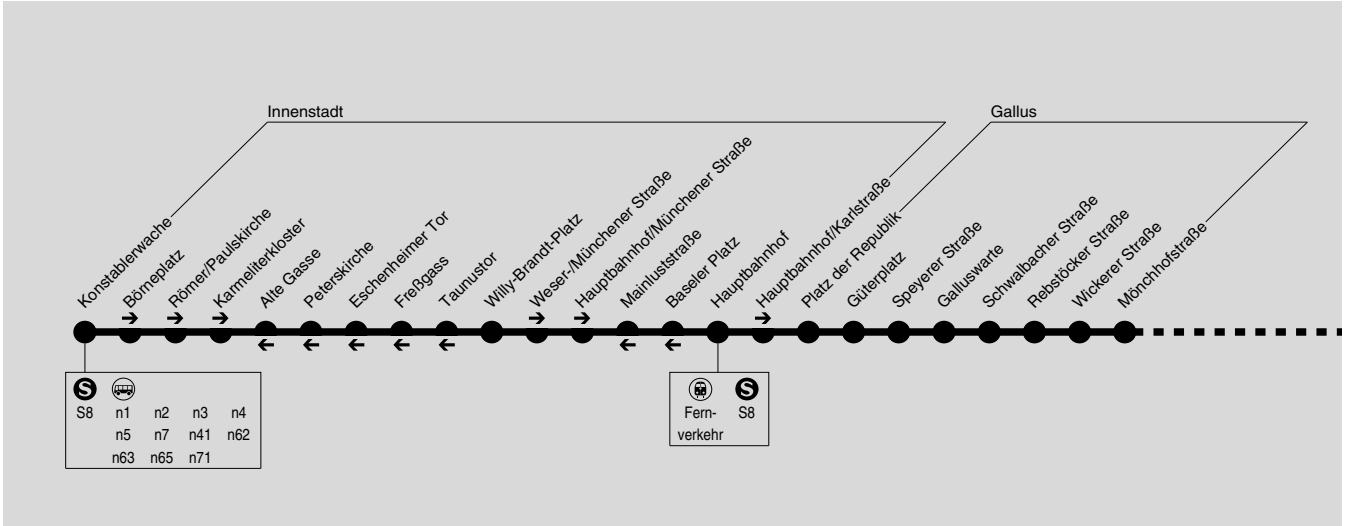 Innenstadt
Gallus
Konstablerwache
Börneplatz
Römer/Paulskirche
Karmeliterkloster
Alte Gasse
Peterskirche
Eschenheimer Tor
Freßgass
Taunustor
Willy-Brandt-Platz
Weser-/Münchener Straße
Hauptbahnhof/Münchener Straße
Mainluststraße
Baseler Platz
Hauptbahnhof
Hauptbahnhof/Karlstraße
Platz der Republik
Güterplatz
Speyerer Straße
Galluswarte
Schwalbacher Straße
Rebstöcker Straße
Wickerer Straße
Mönchhofstraße
S
S8 n1 n2 n3 n4
n5 n7 n41 n62
n63 n65 n71
S
Fern- S8
verkehr